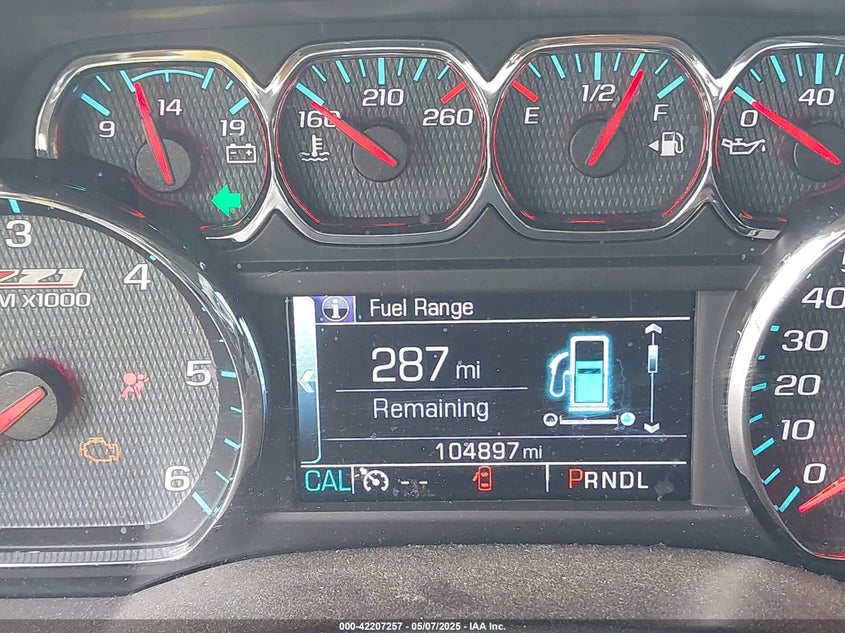 9 14 19
160 210 260
E 1/2 F
0 40
3 4 5 6
Z71
M x1000
Fuel Range
287 mi
Remaining
104897 mi
CAL -- PRNDL
40
30
20
10
0
000-42207257 - 05/07/2025 - IAA Inc.